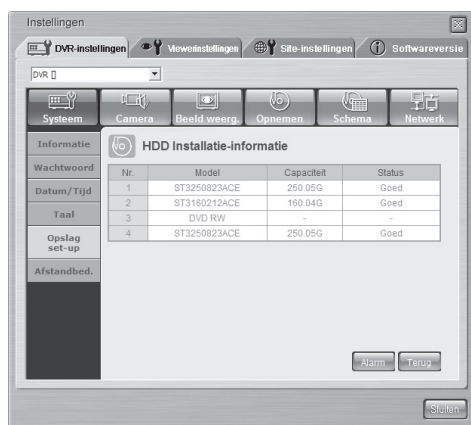 Instellingen
DVR-instellingen Viewerinstellingen Site-instellingen Softwareversie
DVR []
Systeem Camera Beeld weerg. Opnemen Schema Netwerk
Informatie
Wachtwoord
Datum/Tijd
Taal
Opslag
set-up
Afstandbed.
HDD Installatie-informatie
Nr. Model Capaciteit Status
1 ST3250823ACE 250.05G Goed
2 ST3160212ACE 160.04G Goed
3 DVD RW - -
4 ST3250823ACE 250.05G Goed
Alarm Terug
Sluiten